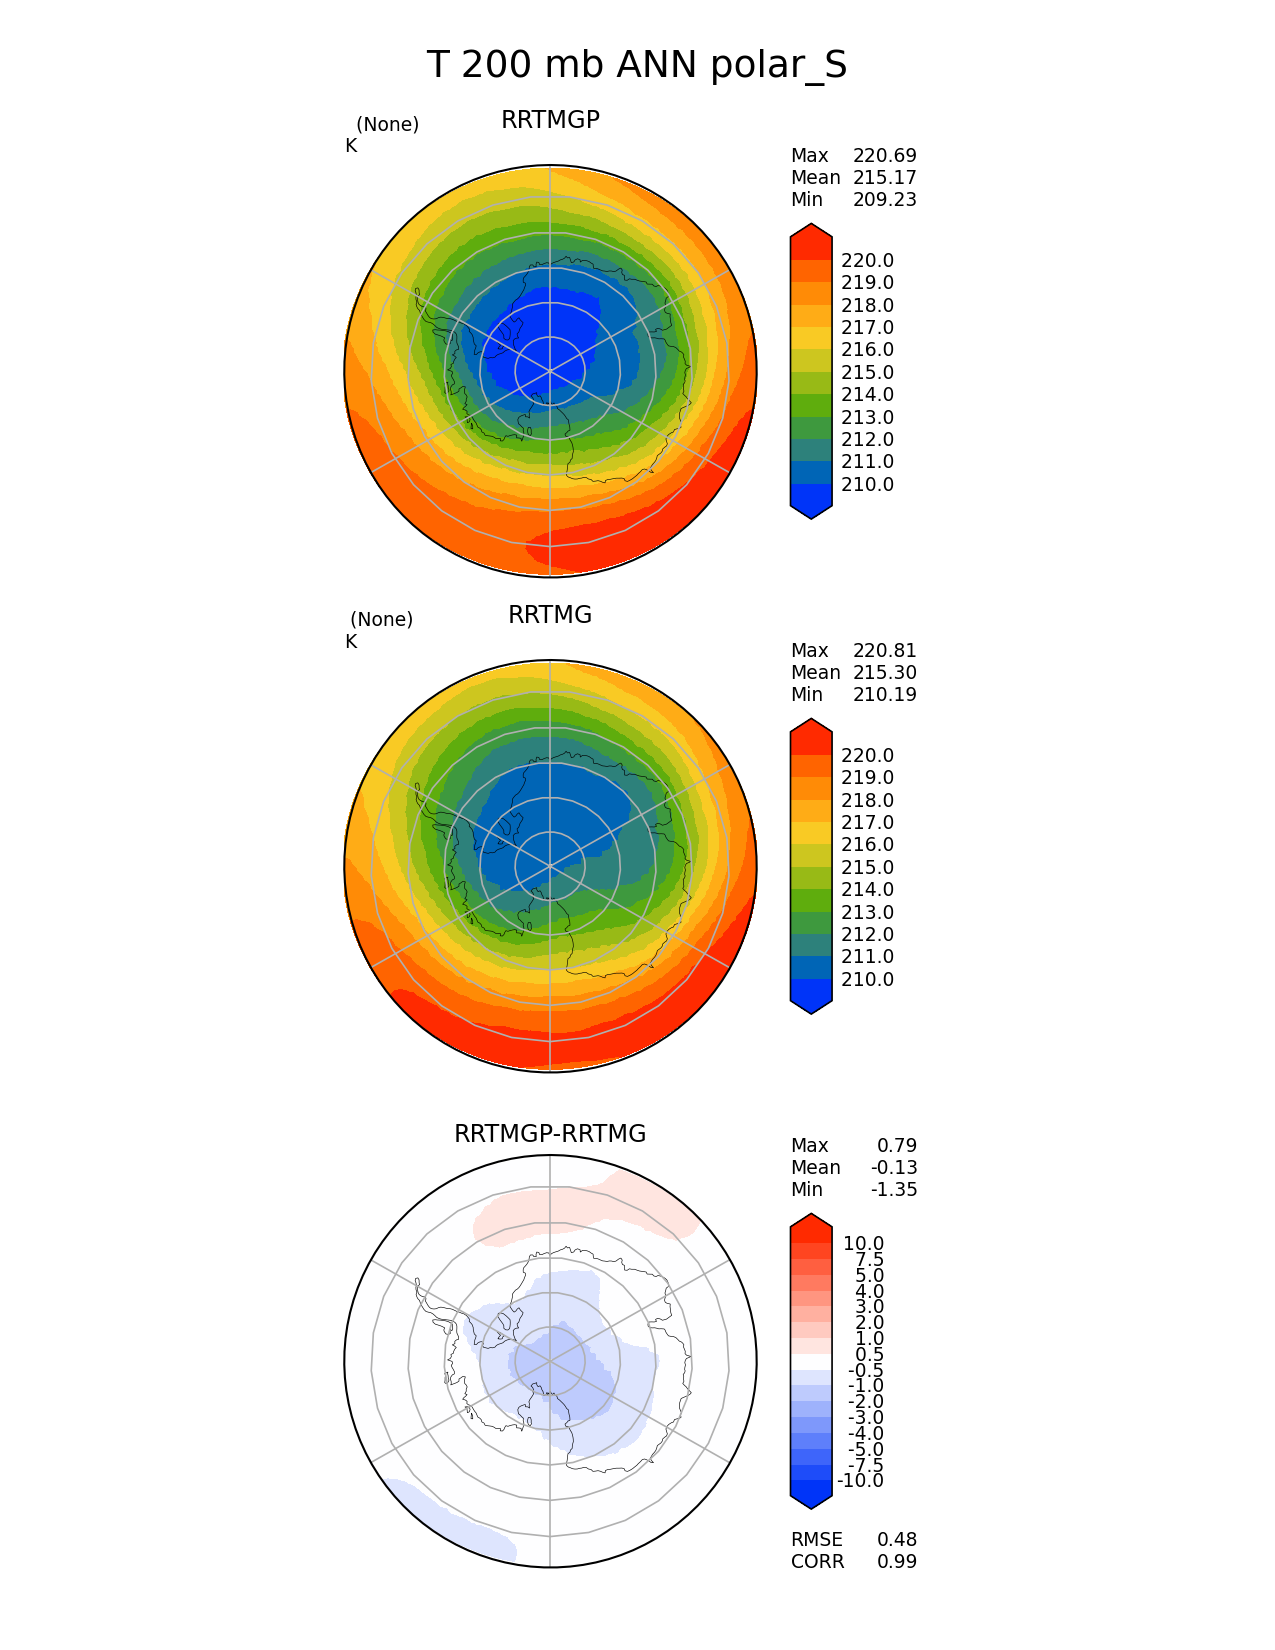 T 200 mb ANN polar_S
RRTMGP
(None)
K
Max 220.69
Mean 215.17
Min 209.23
220.0
219.0
218.0
217.0
216.0
215.0
214.0
213.0
212.0
211.0
210.0
RRTMG
(None)
K
Max 220.81
Mean 215.30
Min 210.19
220.0
219.0
218.0
217.0
216.0
215.0
214.0
213.0
212.0
211.0
210.0
RRTMGP-RRTMG
Max 0.79
Mean -0.13
Min -1.35
10.0
7.5
5.0
4.0
3.0
2.0
1.0
0.5
-0.5
-1.0
-2.0
-3.0
-4.0
-5.0
-7.5
-10.0
RMSE 0.48
CORR 0.99